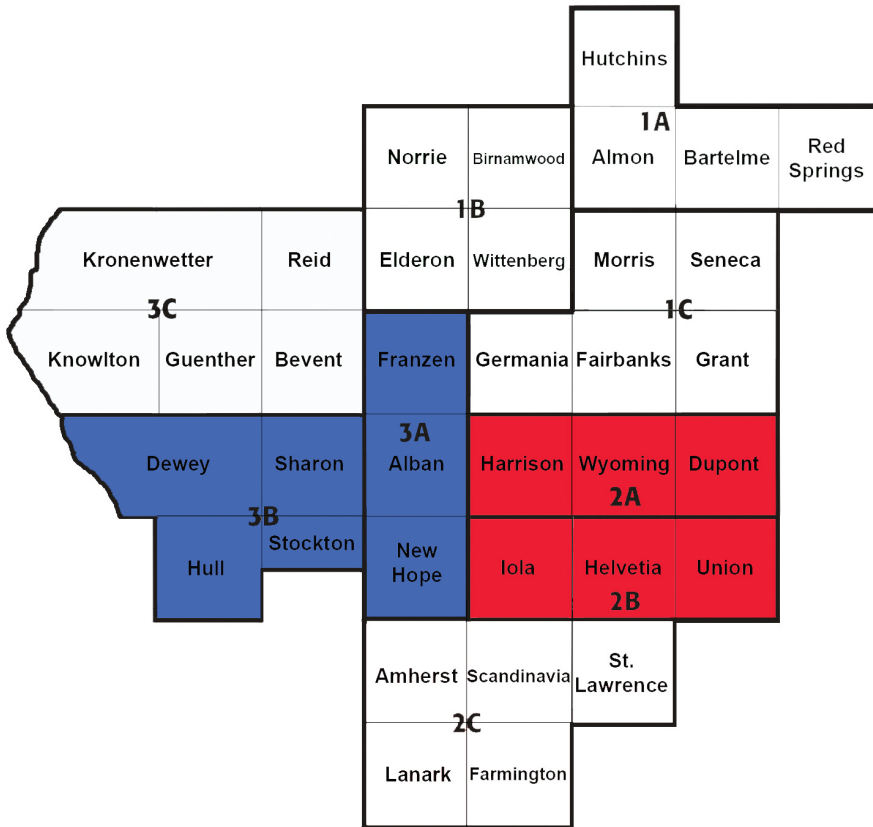 Hutchins
1A
Norrie
Birnamwood
Almon
Bartelme
Red
Springs
1B
Kronenwetter
Reid
Elderon
Wittenberg
Morris
Seneca
3C
1C
Knowlton
Guenther
Bevent
Franzen
Germania
Fairbanks
Grant
3A
Dewey
Sharon
Alban
Harrison
Wyoming
Dupont
2A
3B
Hull
Stockton
New
Hope
Iola
Helvetia
Union
2B
Amherst
Scandinavia
St.
Lawrence
2C
Lanark
Farmington